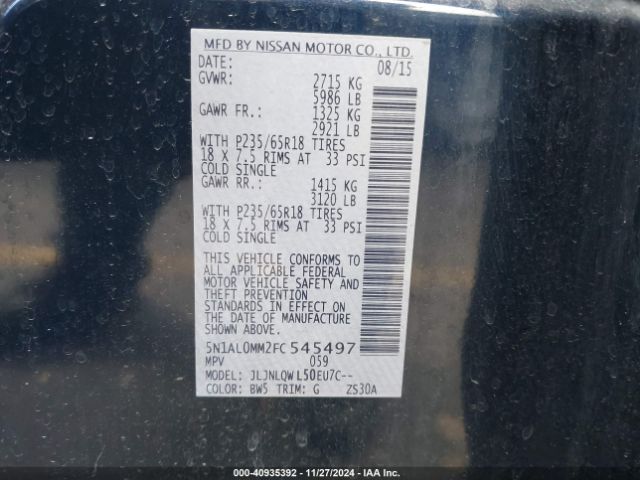 MFD BY NISSAN MOTOR CO., LTD.
DATE: 08/15
GVWR: 2715 KG
5986 LB
GAWR FR.: 1325 KG
2921 LB
WITH P235/65R18 TIRES
18 X 7.5 RIMS AT 33 PSI
COLD SINGLE
GAWR RR.: 1415 KG
3120 LB
WITH P235/65R18 TIRES
18 X 7.5 RIMS AT 33 PSI
COLD SINGLE
THIS VEHICLE CONFORMS TO
ALL APPLICABLE FEDERAL
MOTOR VEHICLE SAFETY AND
THEFT PREVENTION
STANDARDS IN EFFECT ON
THE DATE OF MANUFACTURE
SHOWN ABOVE.
5N1AL0MM2FC545497
MPV 059
MODEL: JLJNLQWL50EU7C--
COLOR: BW5 TRIM: G ZS30A
000-40935392 - 11/27/2024 - IAA Inc.